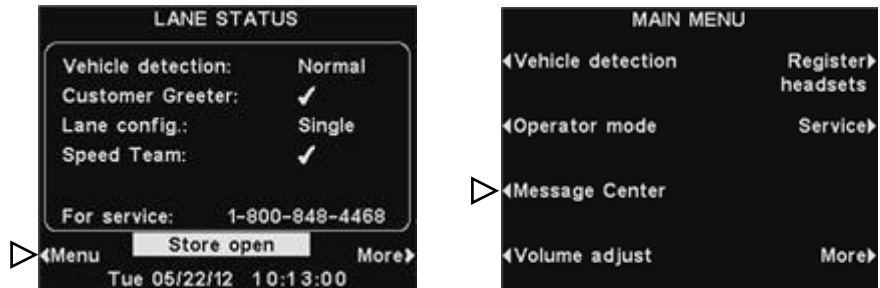 LANE STATUS
Vehicle detection: Normal
Customer Greeter: ✓
Lane config.: Single
Speed Team: ✓
For service: 1-800-848-4468
Store open
Menu More
Tue 05/22/12 10:13:00
MAIN MENU
Vehicle detection Register
headsets
Operator mode Service
Message Center
Volume adjust More